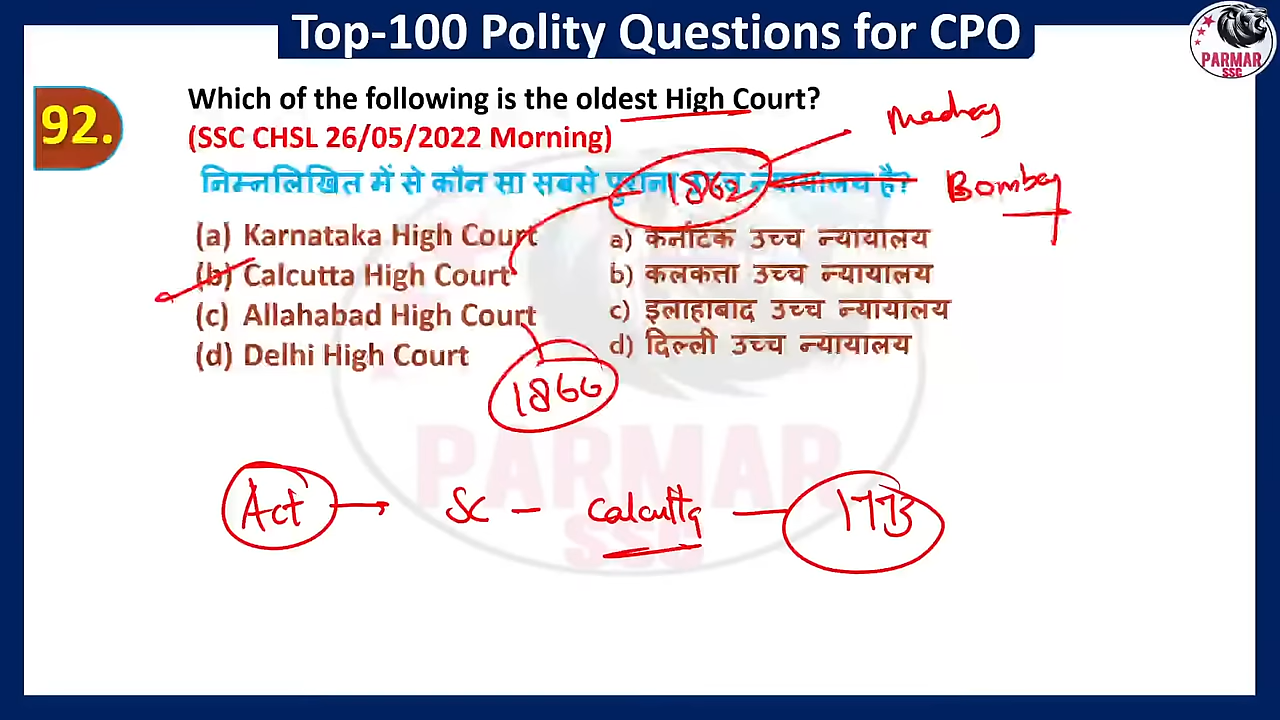 Top-100 Polity Questions for CPO
PARMAR
SSC
92.
Which of the following is the oldest High Court?
(SSC CHSL 26/05/2022 Morning)
Madras
निम्नलिखित में से कौन सा सबसे पुराना उच्च न्यायालय है?
1862
Bombay
(a) Karnataka High Court
a) कर्नाटक उच्च न्यायालय
(b) Calcutta High Court
b) कलकत्ता उच्च न्यायालय
(c) Allahabad High Court
c) इलाहाबाद उच्च न्यायालय
(d) Delhi High Court
d) दिल्ली उच्च न्यायालय
1866
PARMAR
SSC
Act → SC - Calcutta - 1773